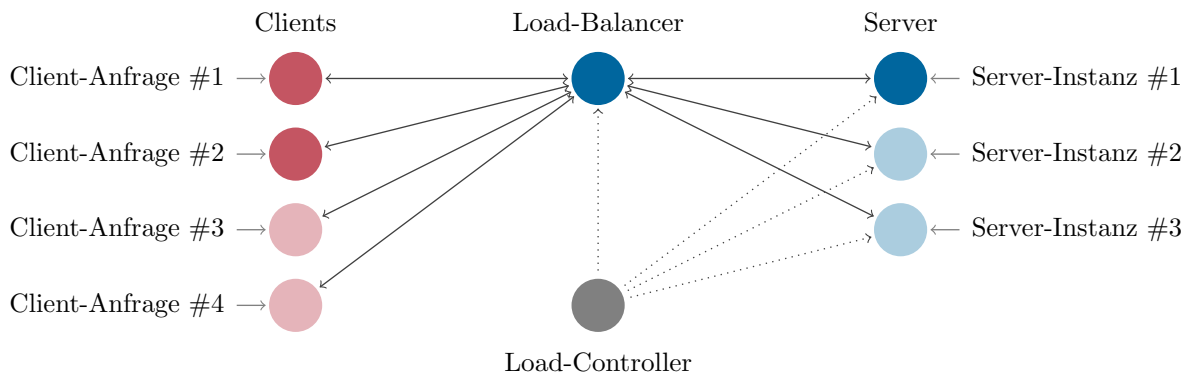 Clients
Load-Balancer
Server
Client-Anfrage #1
Server-Instanz #1
Client-Anfrage #2
Server-Instanz #2
Client-Anfrage #3
Server-Instanz #3
Client-Anfrage #4
Load-Controller